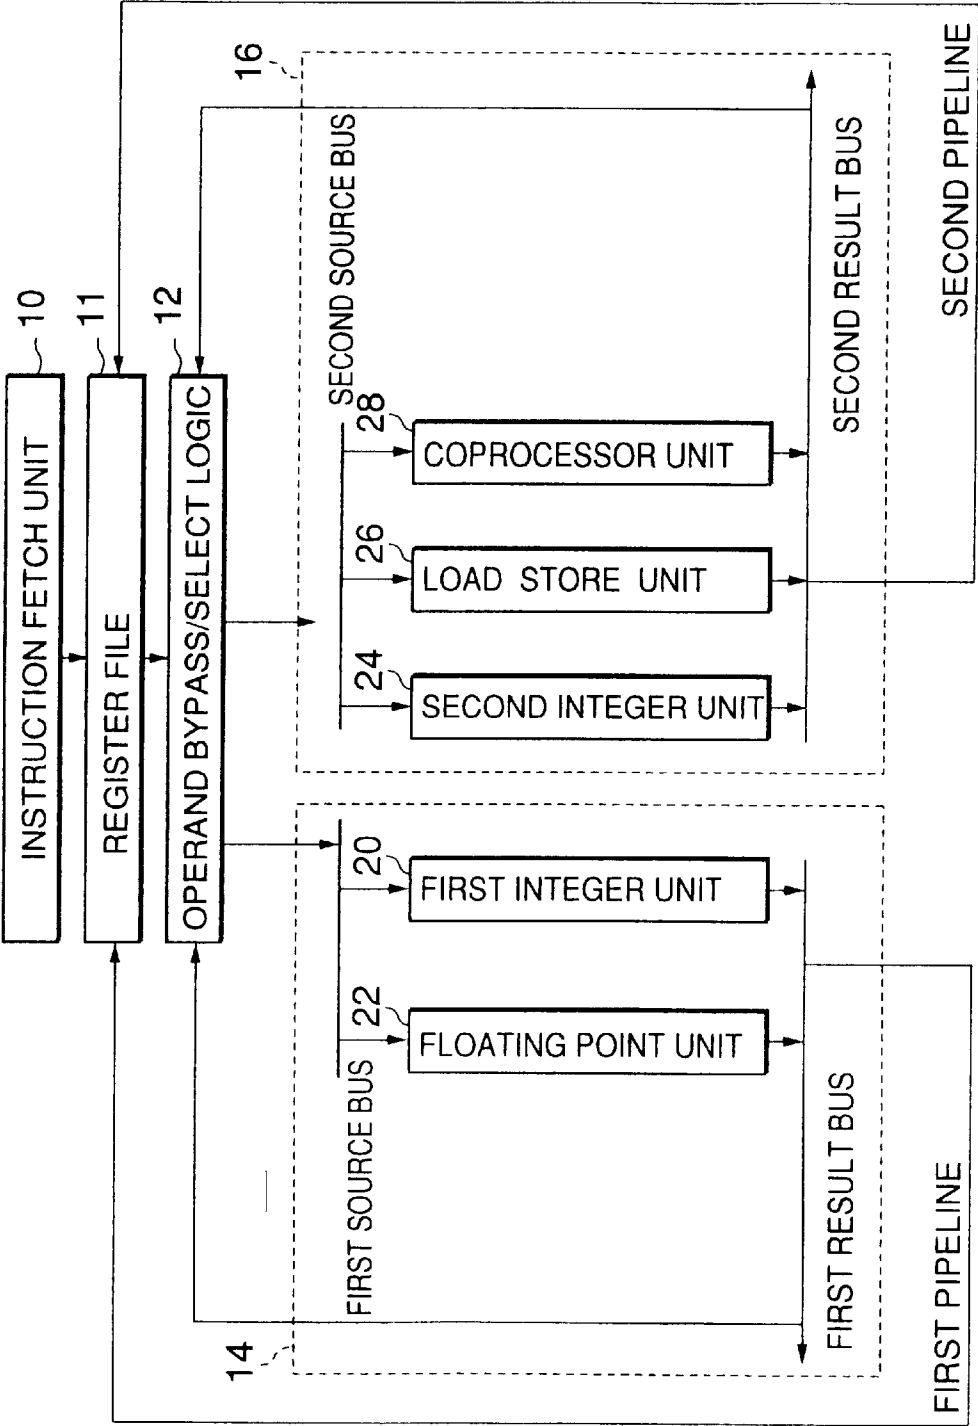 10
INSTRUCTION FETCH UNIT
11
REGISTER FILE
12
OPERAND BYPASS/SELECT LOGIC
14
16
FIRST SOURCE BUS
SECOND SOURCE BUS
22
20
24
26
28
FLOATING POINT UNIT
FIRST INTEGER UNIT
SECOND INTEGER UNIT
LOAD STORE UNIT
COPROCESSOR UNIT
FIRST RESULT BUS
SECOND RESULT BUS
FIRST PIPELINE
SECOND PIPELINE